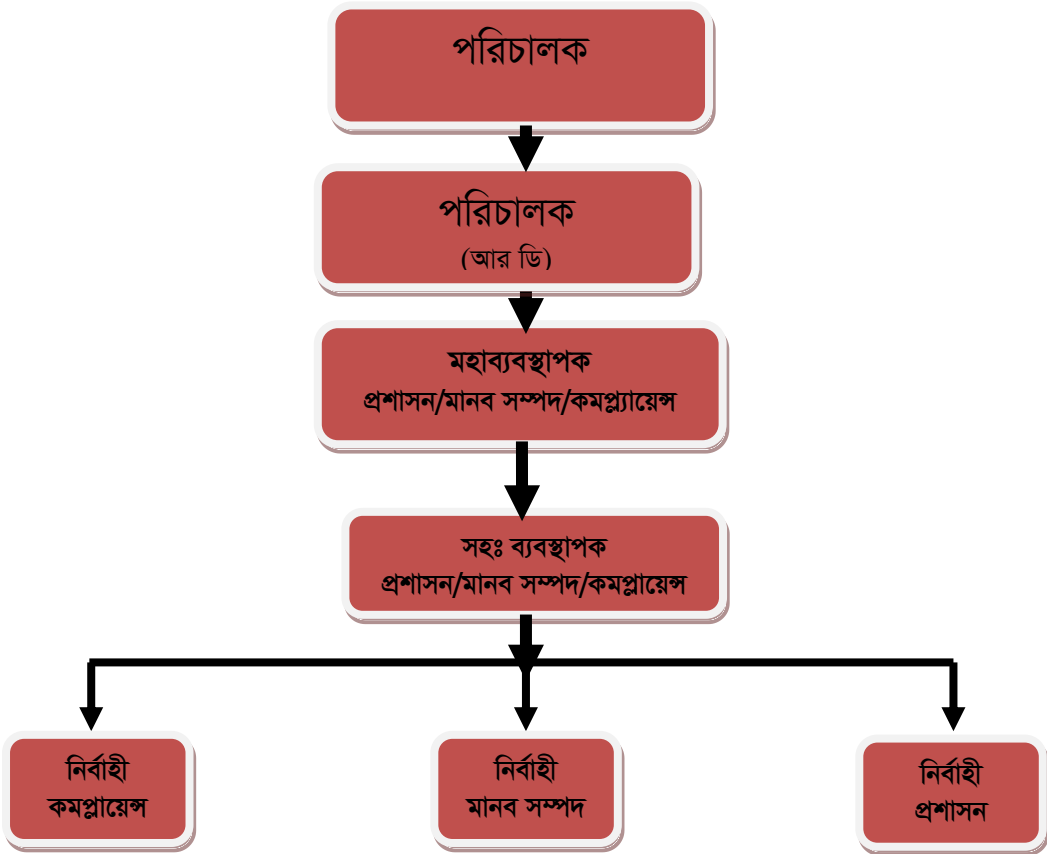 পরিচালক
পরিচালক
(আর ডি)
মহাব্যবস্থাপক
প্রশাসন/মানব সম্পদ/কমপ্ল্যায়েন্স
সহঃ ব্যবস্থাপক
প্রশাসন/মানব সম্পদ/কমপ্লায়েন্স
নির্বাহী
কমপ্লায়েন্স
নির্বাহী
মানব সম্পদ
নির্বাহী
প্রশাসন